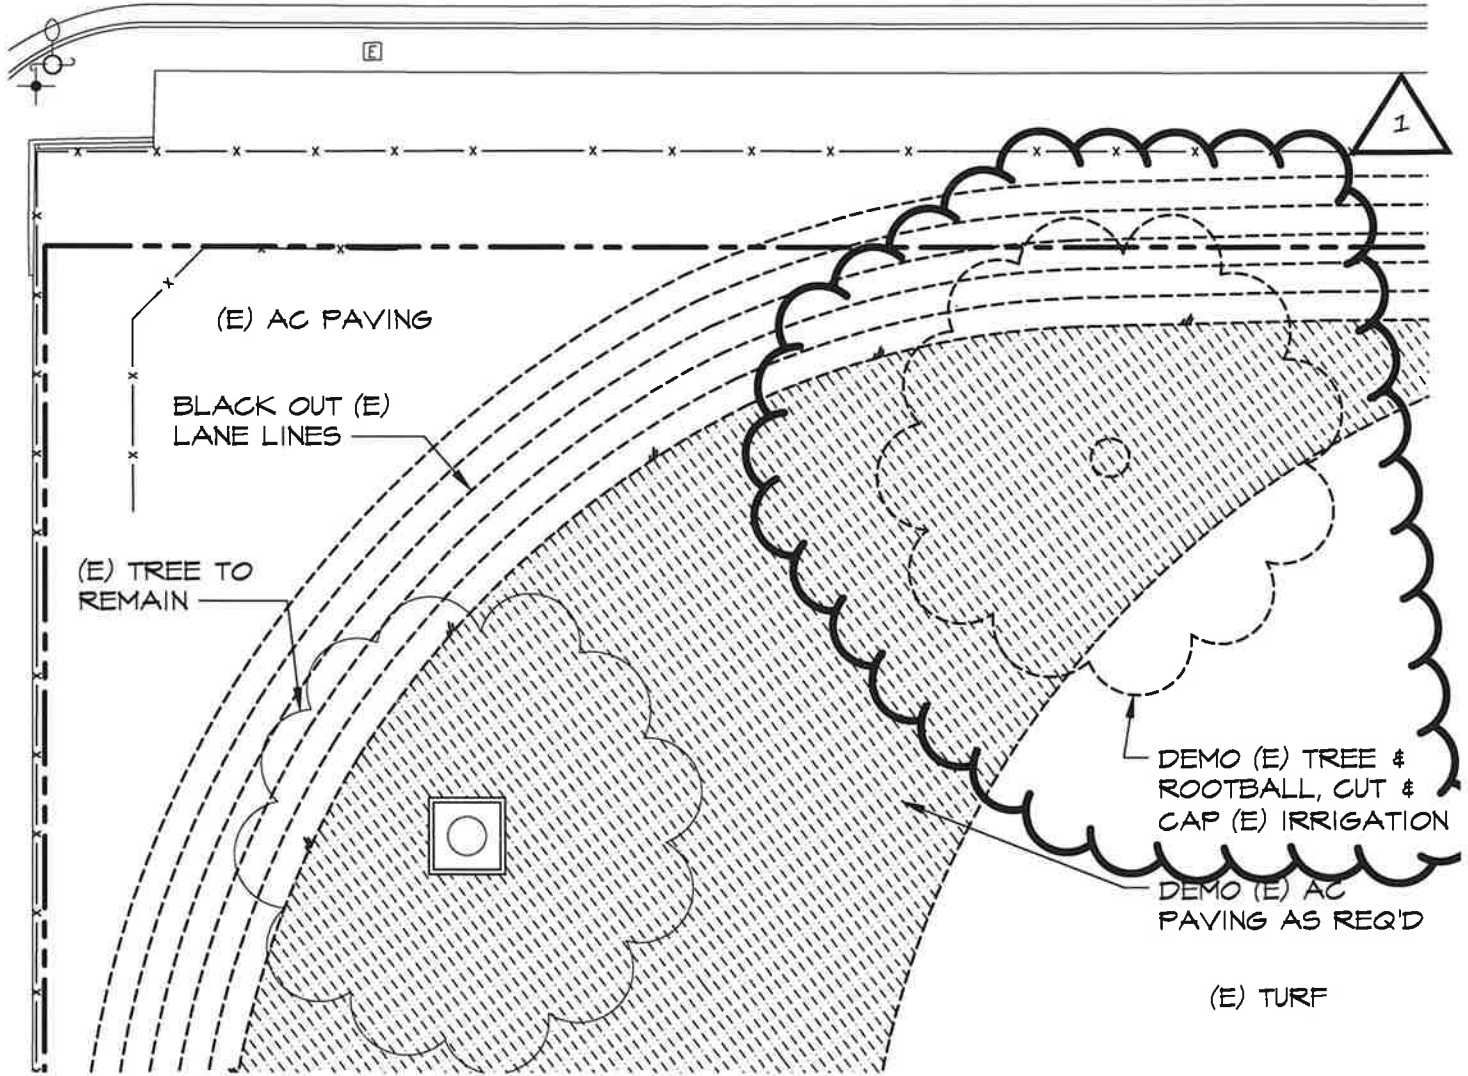 E
1
(E) AC PAVING
BLACK OUT (E)
LANE LINES
(E) TREE TO
REMAIN
DEMO (E) TREE &
ROOTBALL, CUT &
CAP (E) IRRIGATION
DEMO (E) AC
PAVING AS REQ'D
(E) TURF